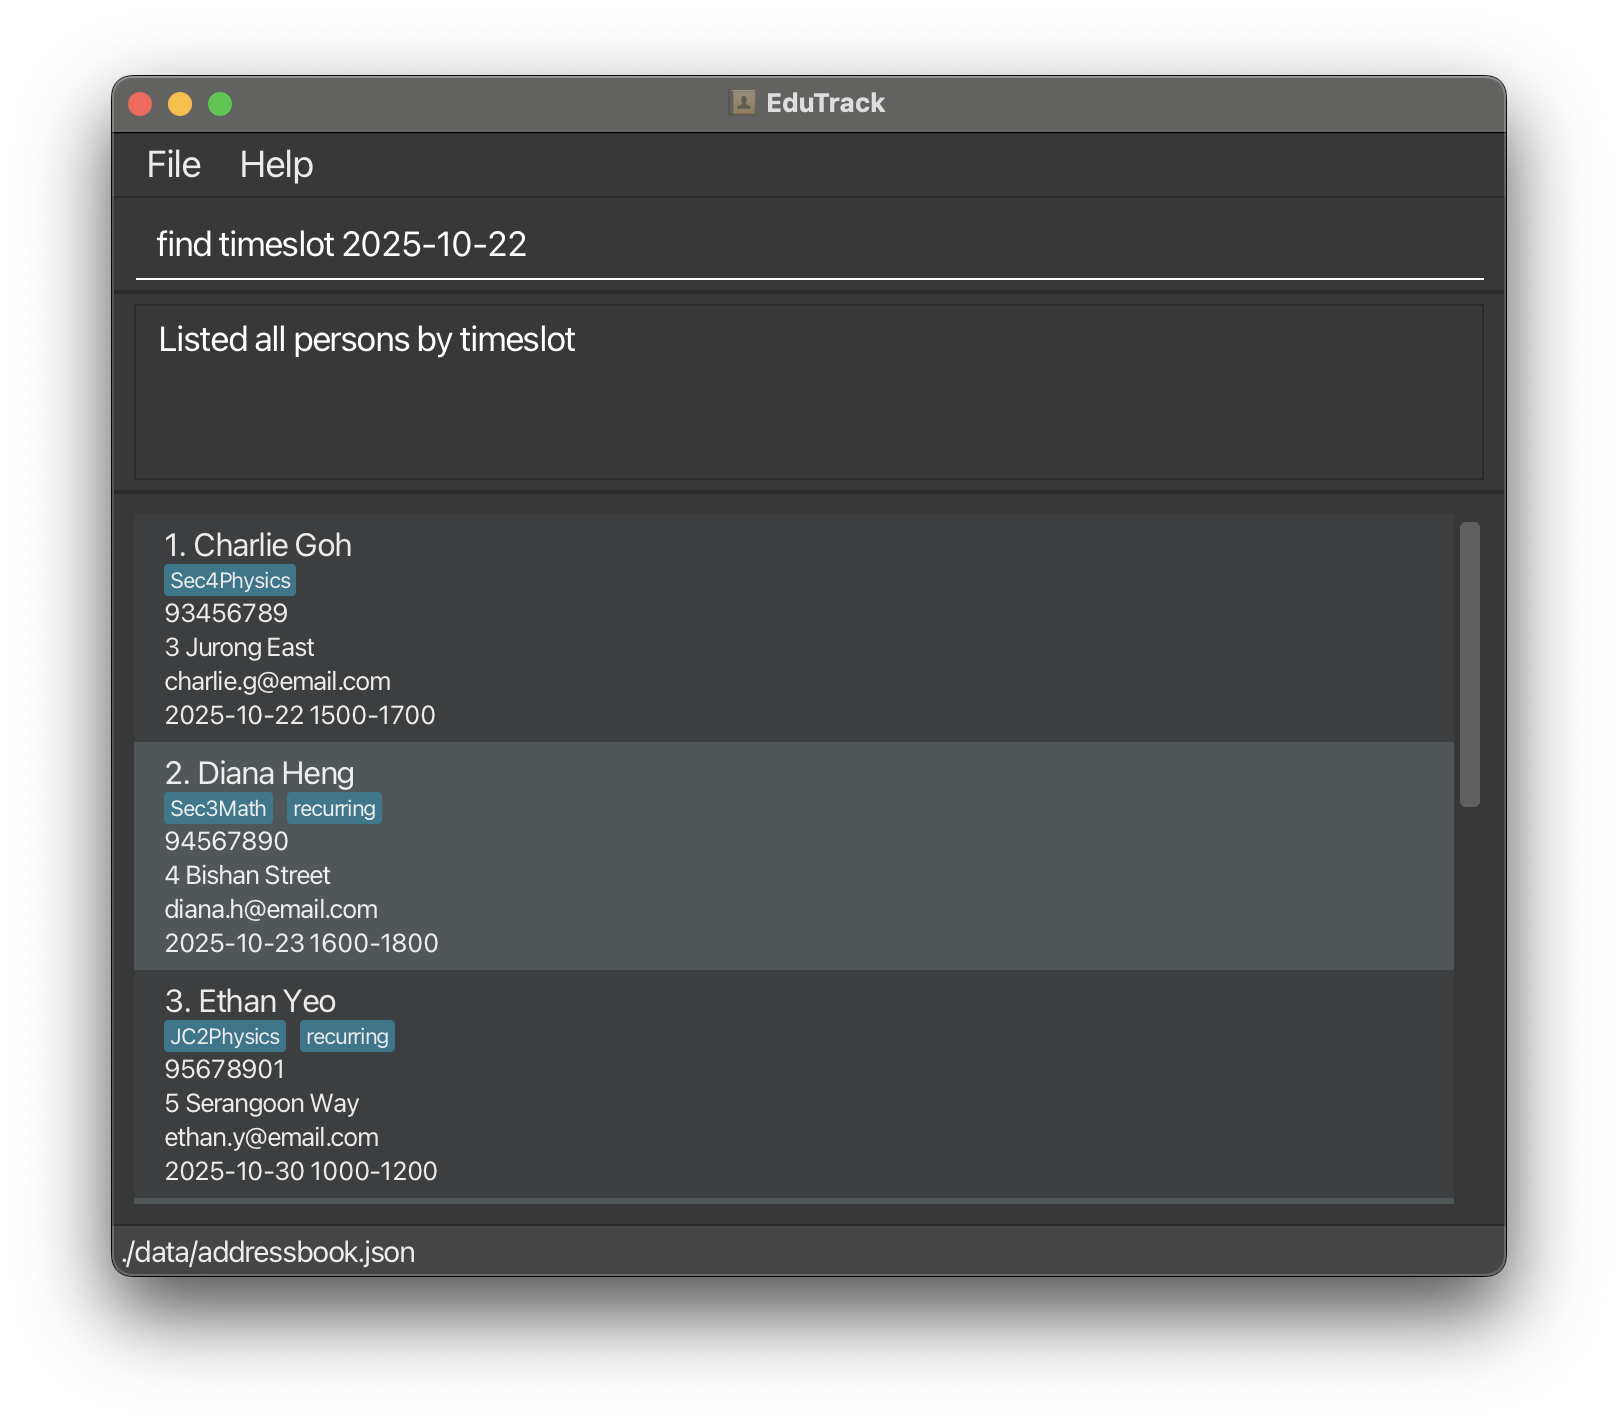 EduTrack
File Help
find timeslot 2025-10-22
Listed all persons by timeslot
1. Charlie Goh
Sec4Physics
93456789
3 Jurong East
charlie.g@email.com
2025-10-22 1500-1700
2. Diana Heng
Sec3Math recurring
94567890
4 Bishan Street
diana.h@email.com
2025-10-23 1600-1800
3. Ethan Yeo
JC2Physics recurring
95678901
5 Serangoon Way
ethan.y@email.com
2025-10-30 1000-1200
./data/addressbook.json